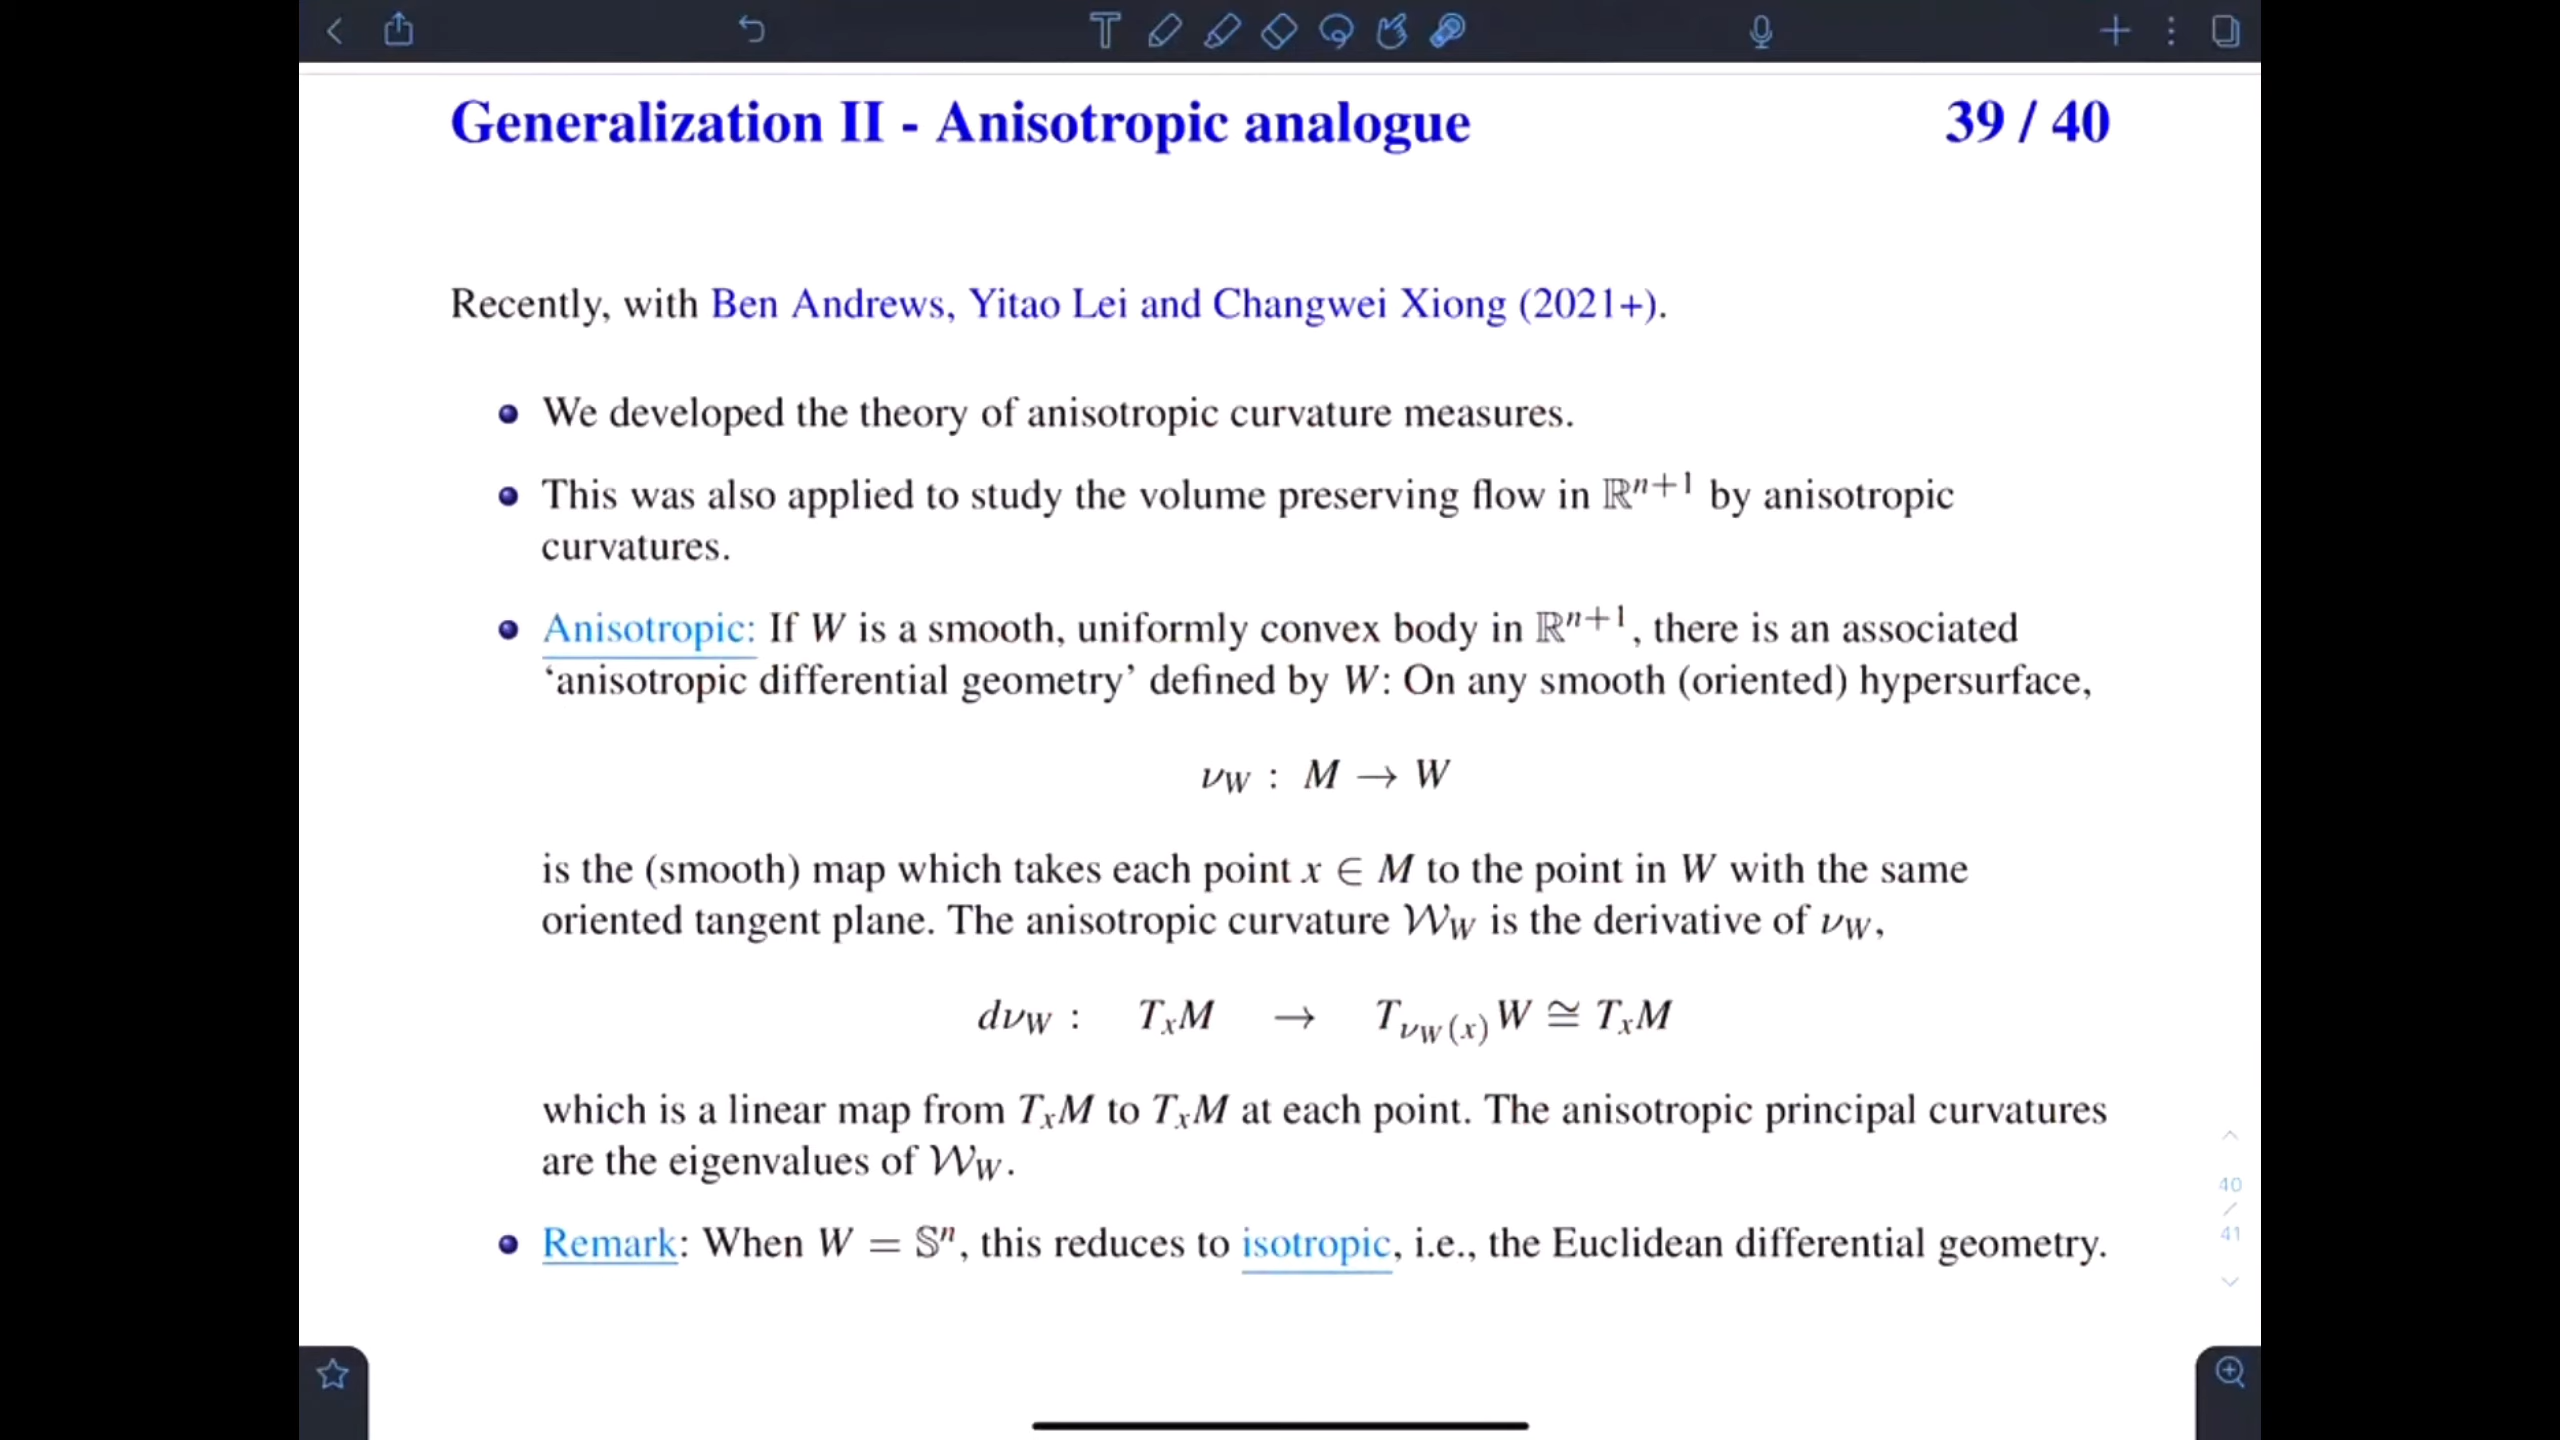 Generalization II - Anisotropic analogue 39 / 40
Recently, with Ben Andrews, Yitao Lei and Changwei Xiong (2021+).
We developed the theory of anisotropic curvature measures.
This was also applied to study the volume preserving flow in ℝⁿ⁺¹ by anisotropic
curvatures.
Anisotropic: If W is a smooth, uniformly convex body in ℝⁿ⁺¹, there is an associated
‘anisotropic differential geometry’ defined by W: On any smooth (oriented) hypersurface,
ν_W : M → W
is the (smooth) map which takes each point x ∈ M to the point in W with the same
oriented tangent plane. The anisotropic curvature 𝒲_W is the derivative of ν_W,
dν_W : T_xM → T_{ν_W(x)}W ≅ T_xM
which is a linear map from T_xM to T_xM at each point. The anisotropic principal curvatures
are the eigenvalues of 𝒲_W.
Remark: When W = 𝕊ⁿ, this reduces to isotropic, i.e., the Euclidean differential geometry.
40
/
41